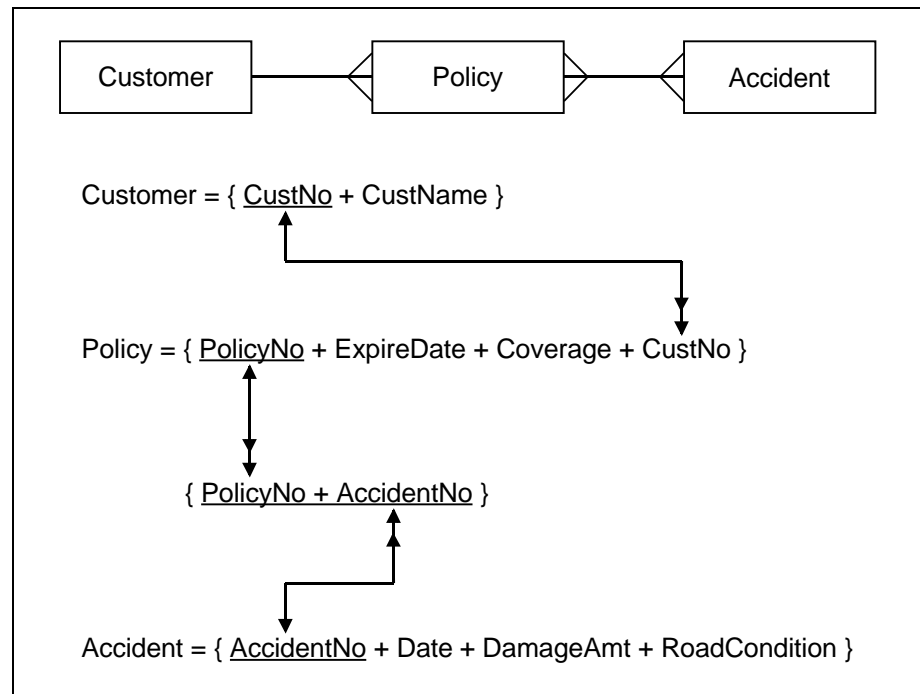 Customer Policy Accident
Customer = { CustNo + CustName }
Policy = { PolicyNo + ExpireDate + Coverage + CustNo }
{ PolicyNo + AccidentNo }
Accident = { AccidentNo + Date + DamageAmt + RoadCondition }